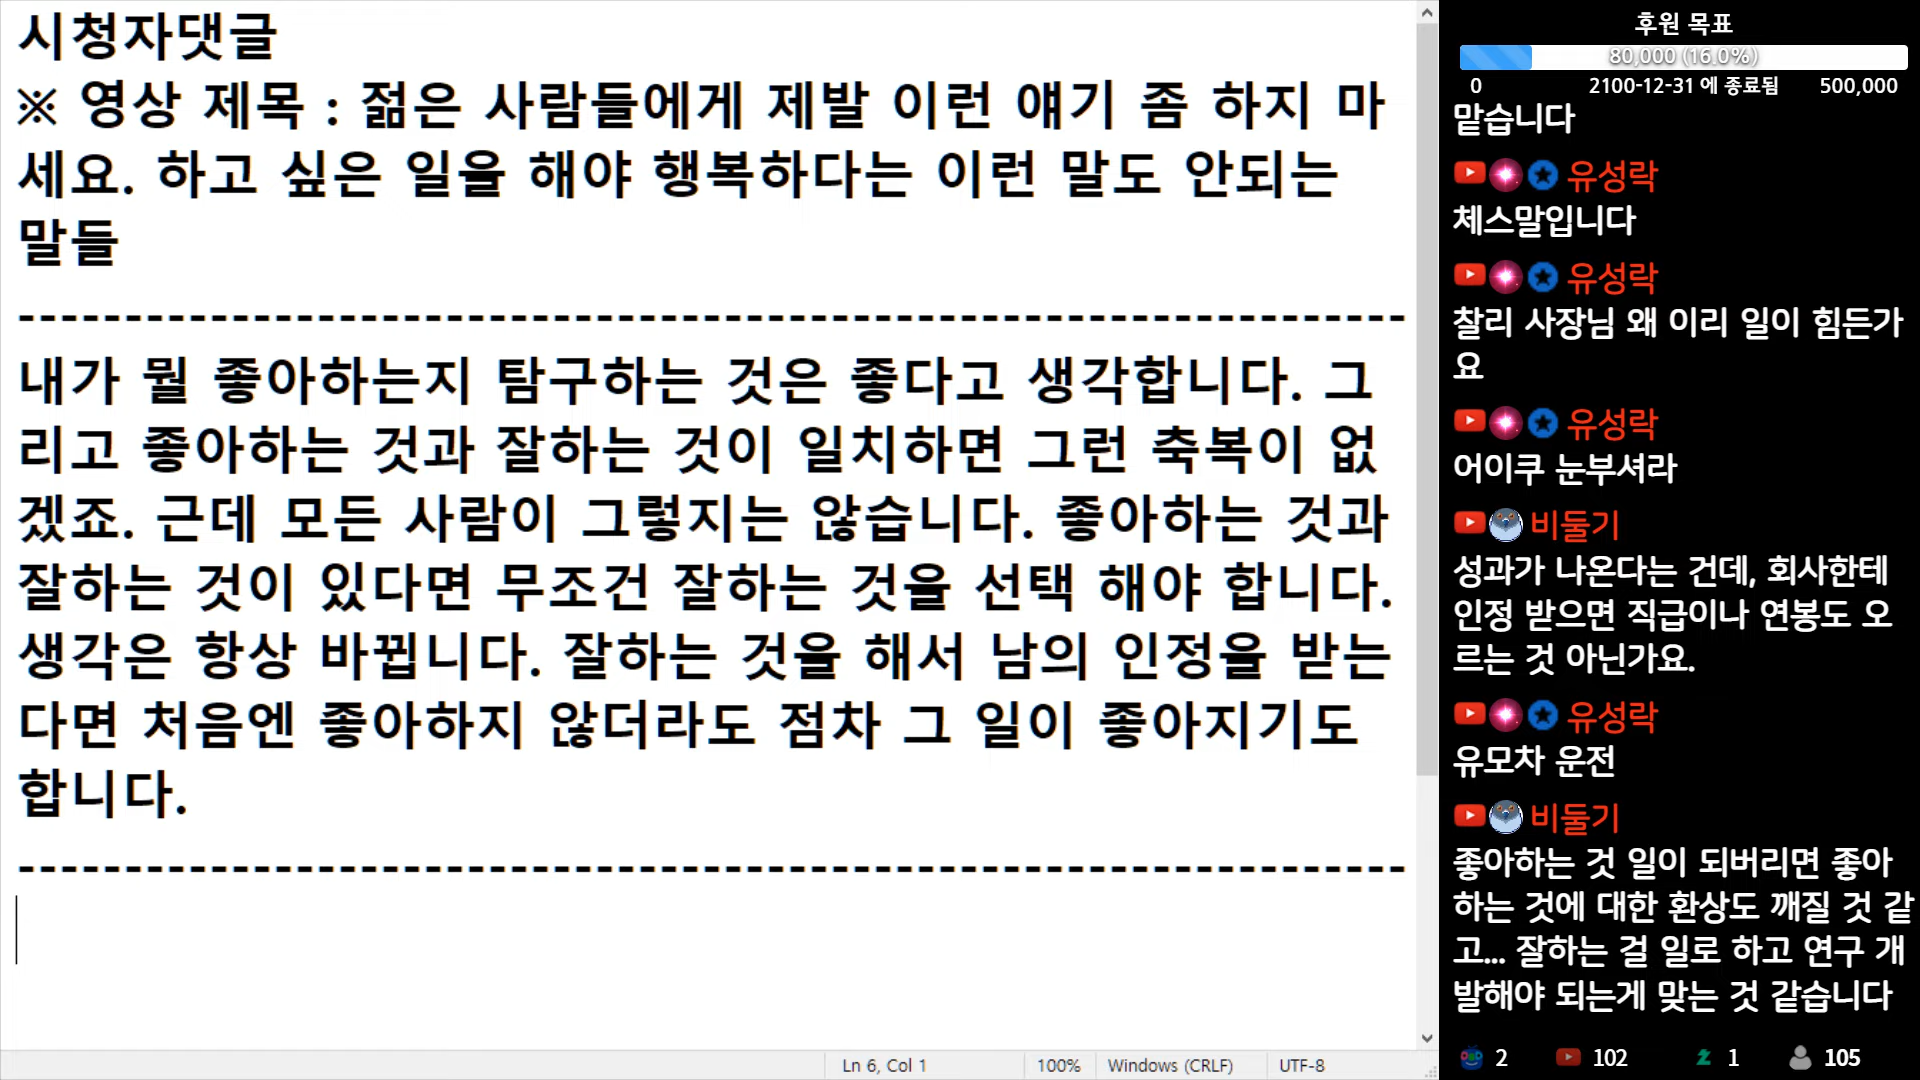 시청자댓글
※ 영상 제목 : 젊은 사람들에게 제발 이런 얘기 좀 하지 마
세요. 하고 싶은 일을 해야 행복하다는 이런 말도 안되는
말들
------------------------------------------------------------------
내가 뭘 좋아하는지 탐구하는 것은 좋다고 생각합니다. 그
리고 좋아하는 것과 잘하는 것이 일치하면 그런 축복이 없
겠죠. 근데 모든 사람이 그렇지는 않습니다. 좋아하는 것과
잘하는 것이 있다면 무조건 잘하는 것을 선택 해야 합니다.
생각은 항상 바뀝니다. 잘하는 것을 해서 남의 인정을 받는
다면 처음엔 좋아하지 않더라도 점차 그 일이 좋아지기도
합니다.
------------------------------------------------------------------
Ln 6, Col 1
100%
Windows (CRLF)
UTF-8
후원 목표
80,000 (16.0%)
0 2100-12-31 에 종료됨 500,000
맡습니다
유성락
체스말입니다
유성락
찰리 사장님 왜 이리 일이 힘든가
요
유성락
어이쿠 눈부셔라
비둘기
성과가 나온다는 건데, 회사한테
인정 받으면 직급이나 연봉도 오
르는 것 아닌가요.
유성락
유모차 운전
비둘기
좋아하는 것 일이 되버리면 좋아
하는 것에 대한 환상도 깨질 것 같
고... 잘하는 걸 일로 하고 연구 개
발해야 되는게 맞는 것 같습니다
2 102 1 105